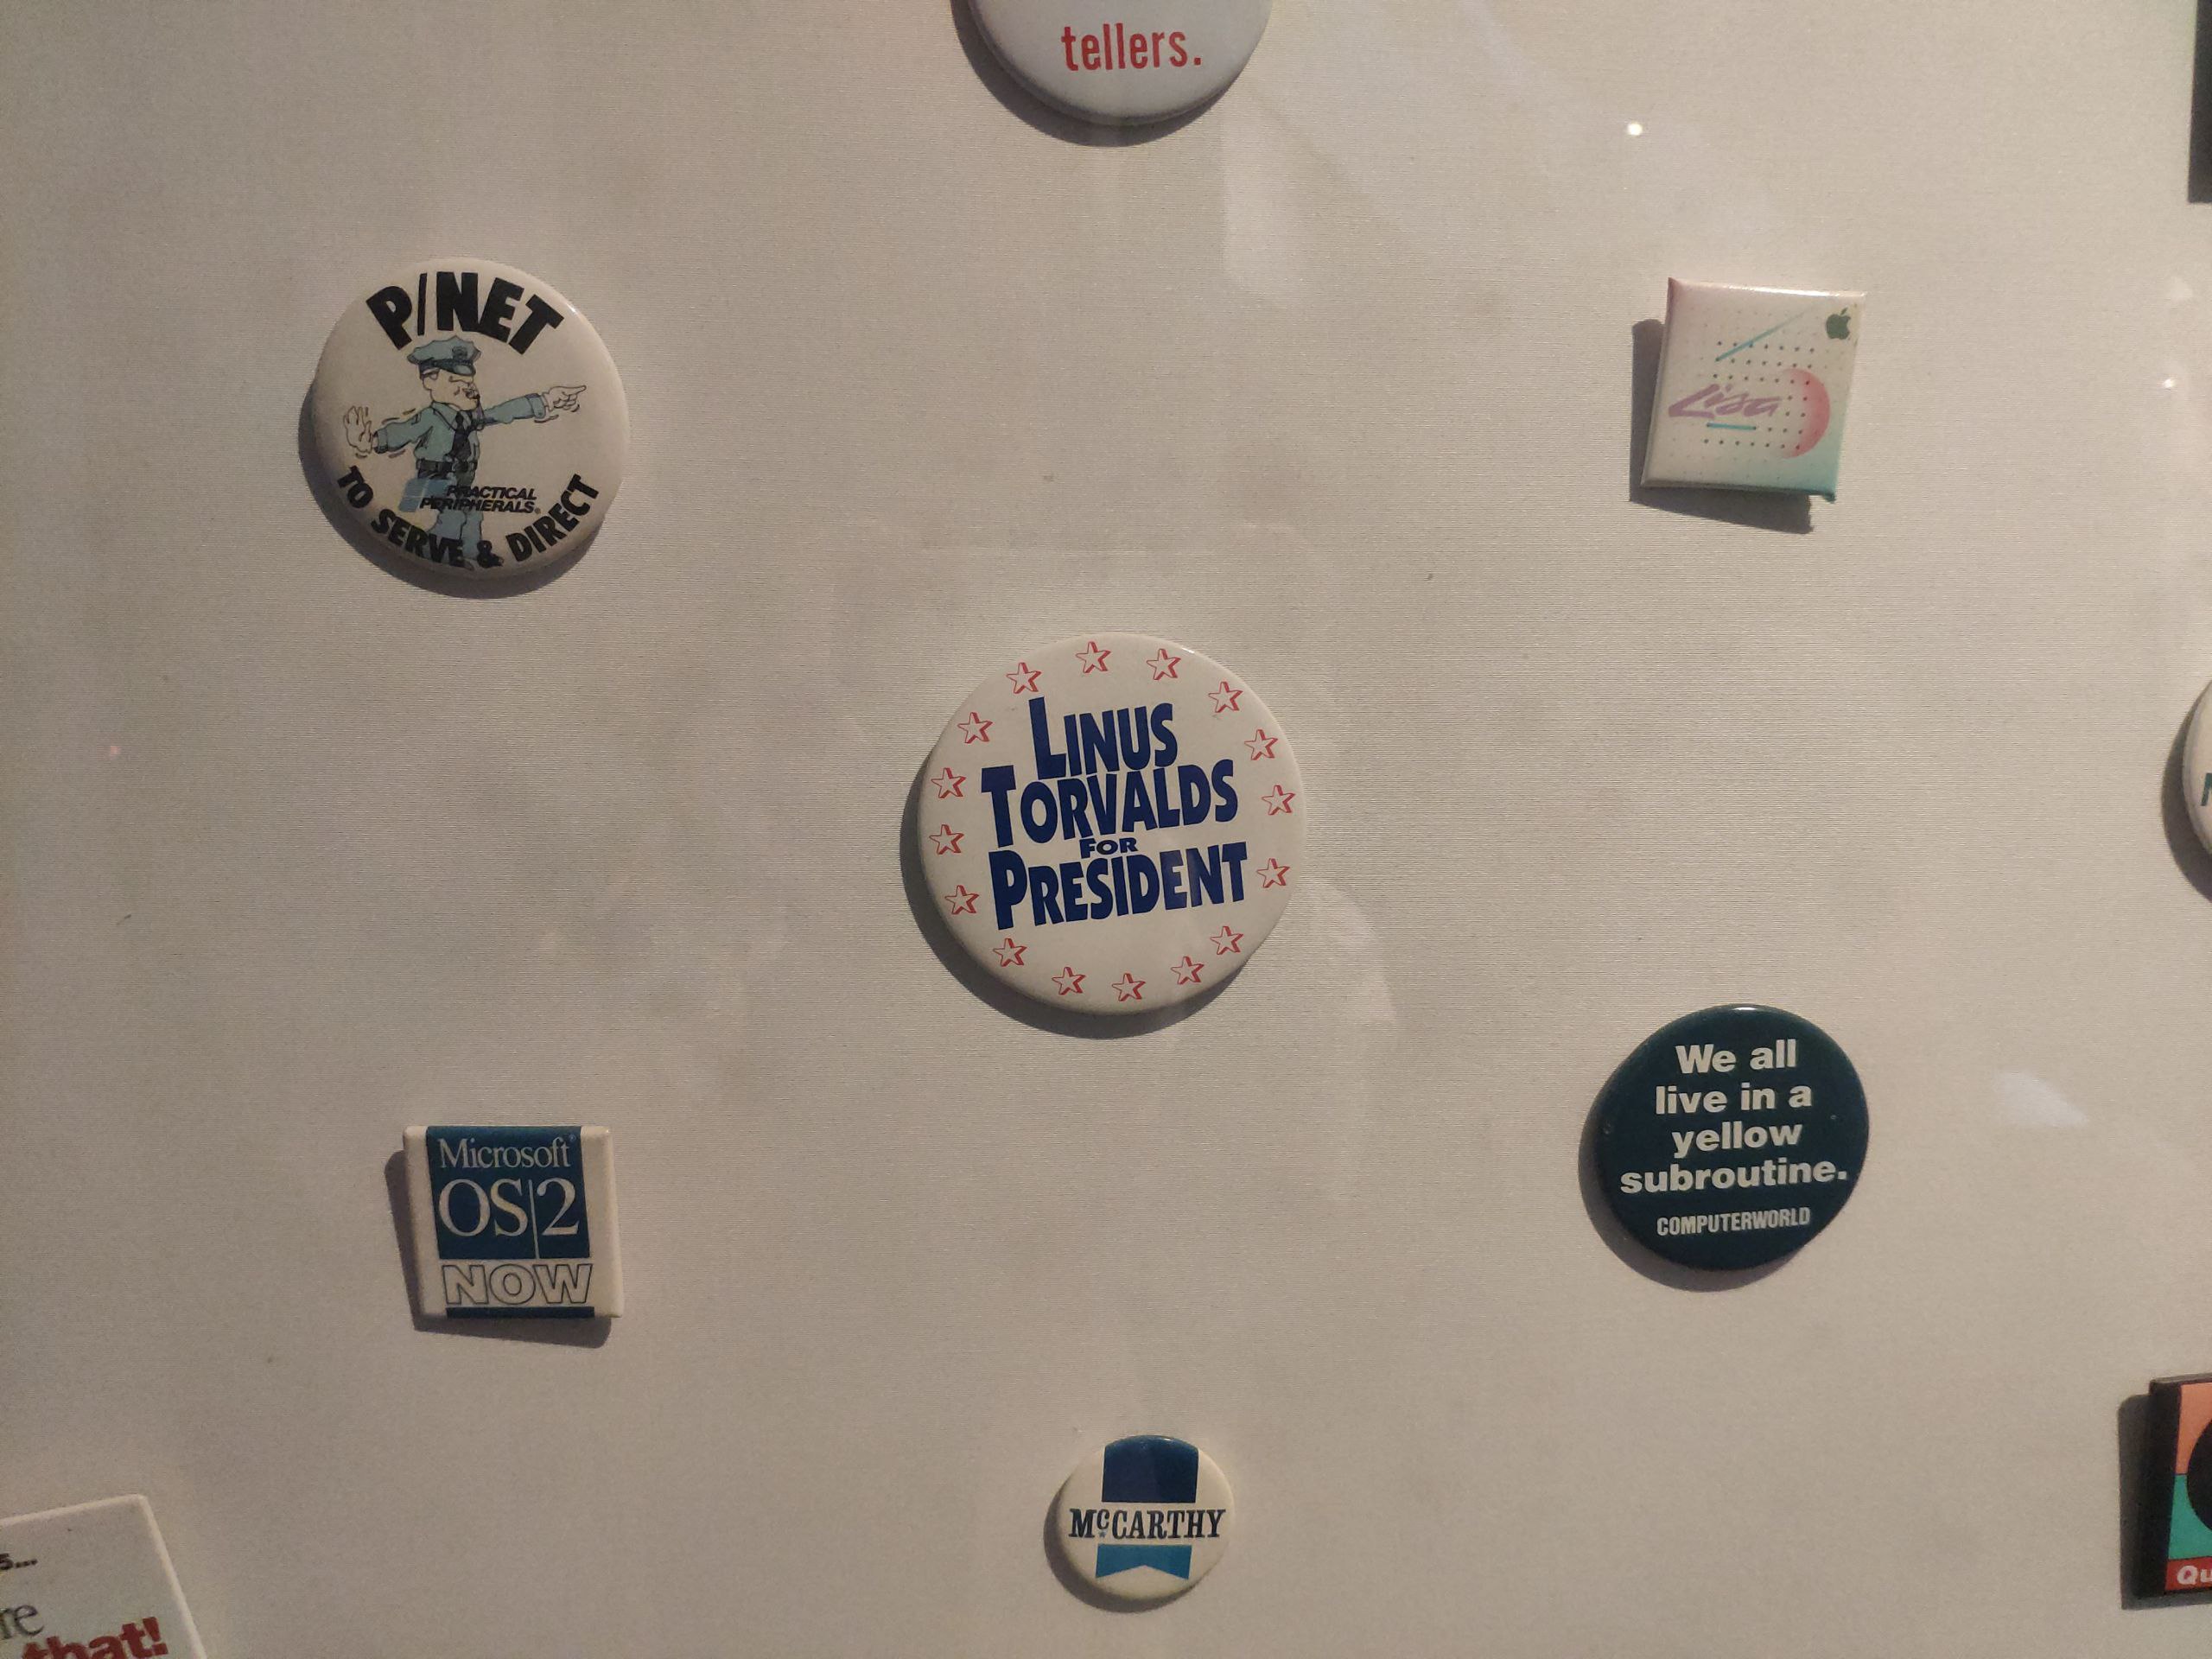 tellers.
P/NET
PRACTICAL
PERIPHERALS®
TO SERVE & DIRECT
Lisa
LINUS
TORVALDS
FOR
PRESIDENT
We all
live in a
yellow
subroutine.
COMPUTERWORLD
Microsoft®
OS|2
NOW
McCARTHY
that!